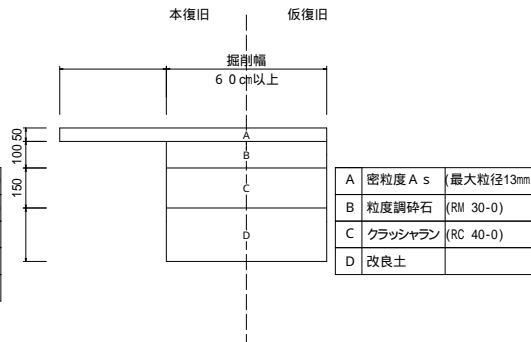 本復旧 仮復旧
掘削幅
60cm以上
50
100
150
A
B
C
D
A 密粒度As (最大粒径13mm
B 粒度調砕石 (RM 30-0)
C クラッシャラン (RC 40-0)
D 改良土